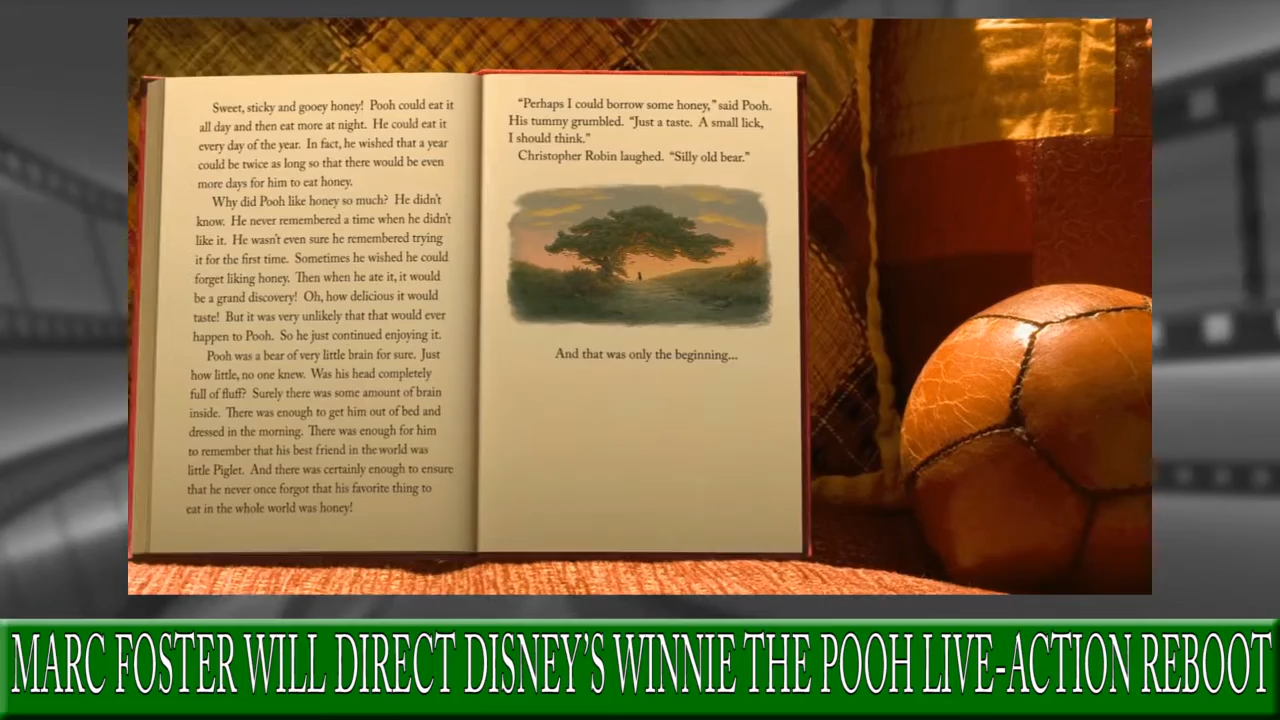 Sweet, sticky and gooey honey! Pooh could eat it
all day and then eat more at night. He could eat it
every day of the year. In fact, he wished that a year
could be twice as long so that there would be even
more days for him to eat honey.
Why did Pooh like honey so much? He didn't
know. He never remembered a time when he didn't
like it. He wasn't even sure he remembered trying
it for the first time. Sometimes he wished he could
forget liking honey. Then when he ate it, it would
be a grand discovery! Oh, how delicious it would
taste! But it was very unlikely that that would ever
happen to Pooh. So he just continued enjoying it.
Pooh was a bear of very little brain for sure. Just
how little, no one knew. Was his head completely
full of fluff? Surely there was some amount of brain
inside. There was enough to get him out of bed and
dressed in the morning. There was enough for him
to remember that his best friend in the world was
little Piglet. And there was certainly enough to ensure
that he never once forgot that his favorite thing to
eat in the whole world was honey!
“Perhaps I could borrow some honey,” said Pooh.
His tummy grumbled. “Just a taste. A small lick,
I should think.”
Christopher Robin laughed. “Silly old bear.”
And that was only the beginning...
MARC FOSTER WILL DIRECT DISNEY'S WINNIE THE POOH LIVE-ACTION REBOOT